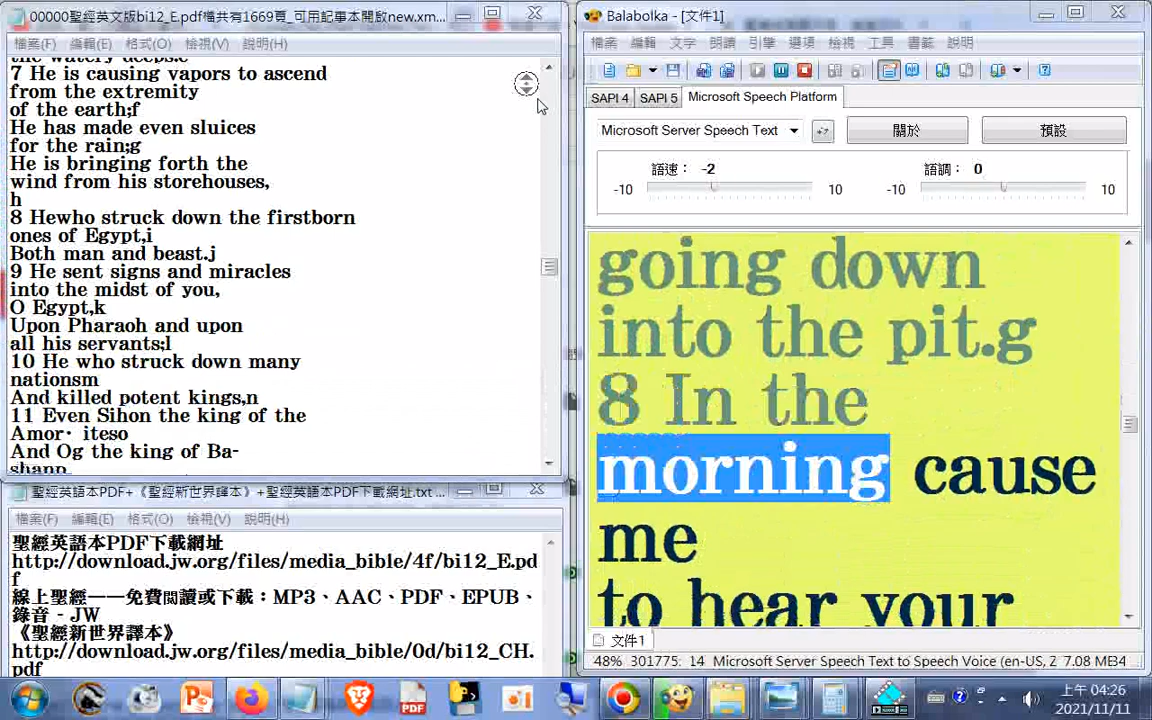 00000聖經英文版bi12_E.pdf檔共有1669頁_可用記事本開啟new.xm...
檔案(F) 編輯(E) 格式(O) 檢視(V) 說明(H)
the watery deeps.e
7 He is causing vapors to ascend
from the extremity
of the earth;f
He has made even sluices
for the rain;g
He is bringing forth the
wind from his storehouses,
h
8 Hewho struck down the firstborn
ones of Egypt,i
Both man and beast.j
9 He sent signs and miracles
into the midst of you,
O Egypt,k
Upon Pharaoh and upon
all his servants;l
10 He who struck down many
nationsm
And killed potent kings,n
11 Even Sihon the king of the
Amor· iteso
And Og the king of Ba-
shanp
聖經英語本PDF+《聖經新世界譯本》+聖經英語本PDF下載網址.txt ...
檔案(F) 編輯(E) 格式(O) 檢視(V) 說明(H)
聖經英語本PDF下載網址
http://download.jw.org/files/media_bible/4f/bi12_E.pd
f
線上聖經——免費閱讀或下載：MP3、AAC、PDF、EPUB、
錄音 - JW
《聖經新世界譯本》
http://download.jw.org/files/media_bible/0d/bi12_CH.
pdf
Balabolka - [文件1]
檔案 編輯 文字 朗讀 引擎 選項 檢視 工具 書籤 說明
SAPI 4 SAPI 5 Microsoft Speech Platform
Microsoft Server Speech Text 關於 預設
語速： -2 語調： 0
-10 10 -10 10
going down
into the pit.g
8 In the
morning cause
me
to hear your
文件1
48% 301775: 14 Microsoft Server Speech Text to Speech Voice (en-US, 2 7.08 MB
上午 04:26
2021/11/11